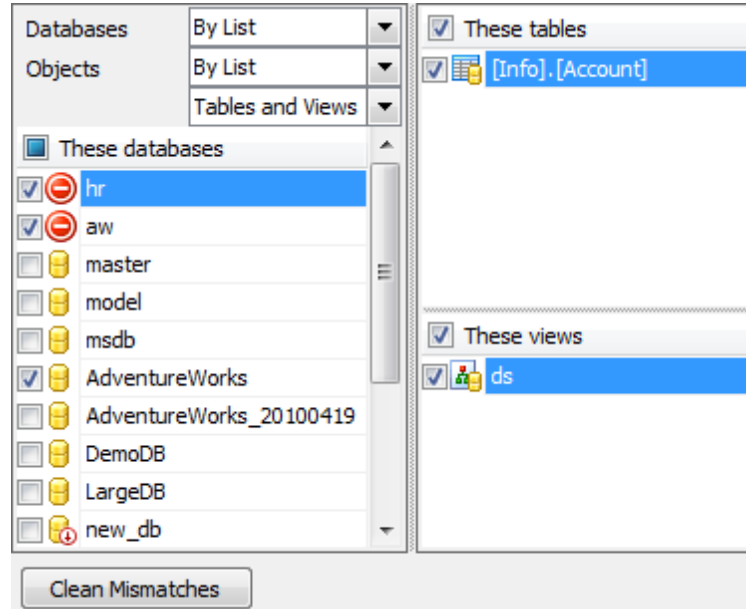 Databases By List
Objects By List
Tables and Views
These databases
hr
aw
master
model
msdb
AdventureWorks
AdventureWorks_20100419
DemoDB
LargeDB
new_db
These tables
[Info].[Account]
These views
ds
Clean Mismatches